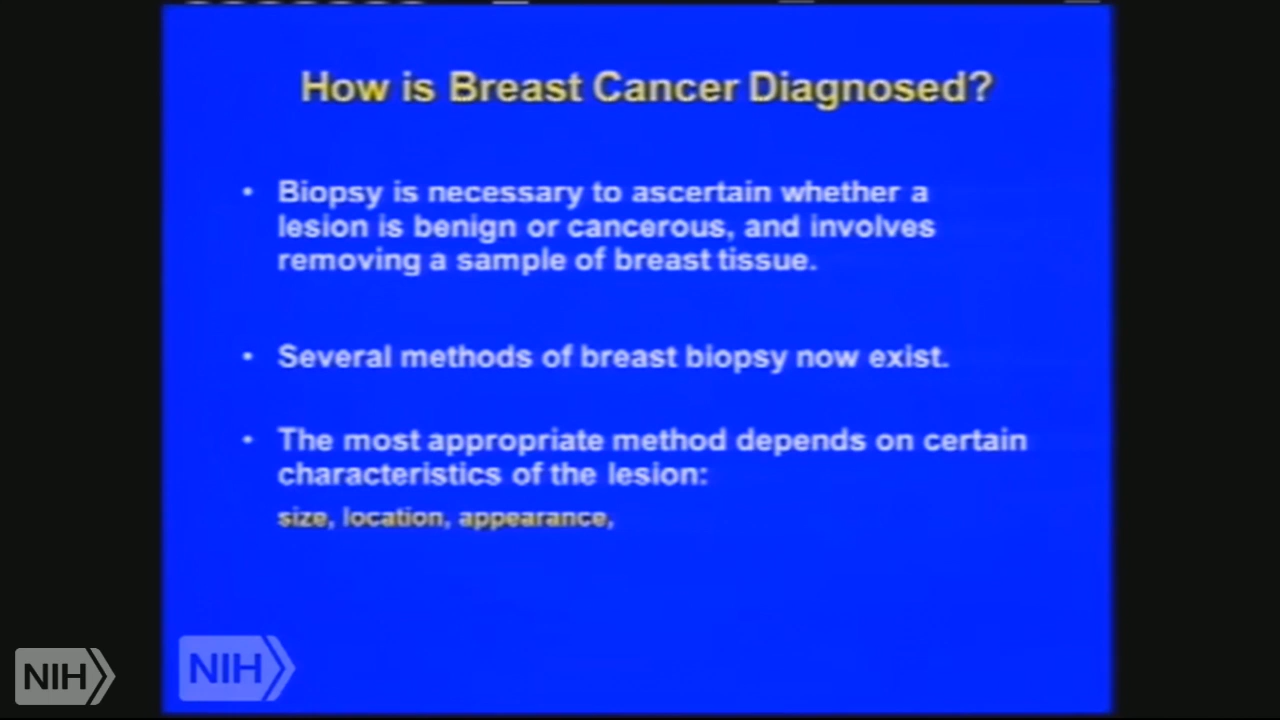 How is Breast Cancer Diagnosed?
• Biopsy is necessary to ascertain whether a
lesion is benign or cancerous, and involves
removing a sample of breast tissue.
• Several methods of breast biopsy now exist.
• The most appropriate method depends on certain
characteristics of the lesion:
size, location, appearance,
NIH
NIH